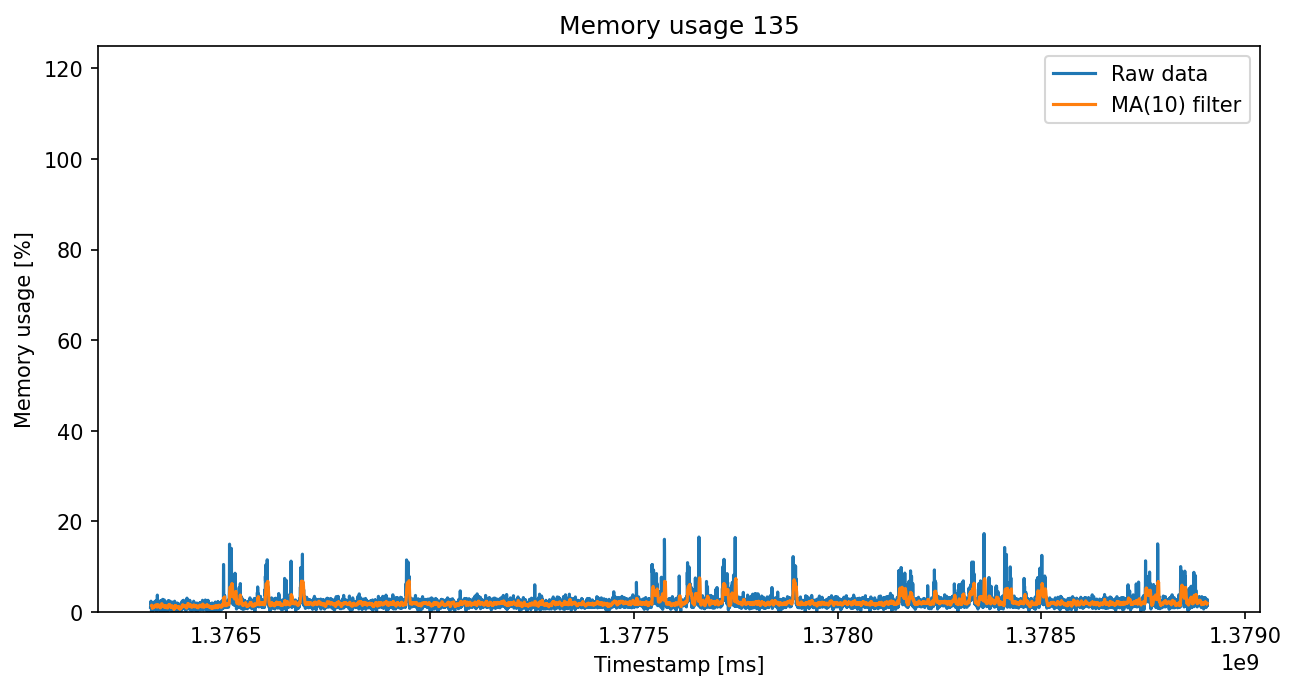 Memory usage 135
Raw data
MA(10) filter
120
100
80
60
40
20
0
Memory usage [%]
1.3765 1.3770 1.3775 1.3780 1.3785 1.3790
1e9
Timestamp [ms]